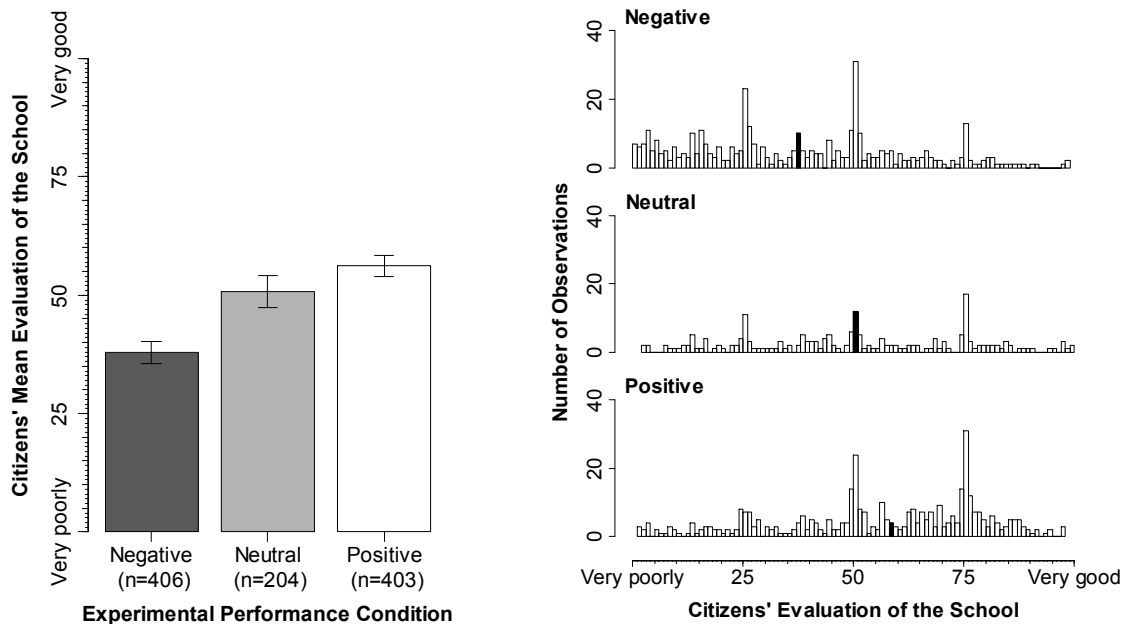 Citizens' Mean Evaluation of the School
Very good
75
50
25
Very poorly
Negative
(n=406)
Neutral
(n=204)
Positive
(n=403)
Experimental Performance Condition
Number of Observations
Negative
40
20
0
Neutral
40
20
0
Positive
40
20
0
Very poorly
25
50
75
Very good
Citizens' Evaluation of the School